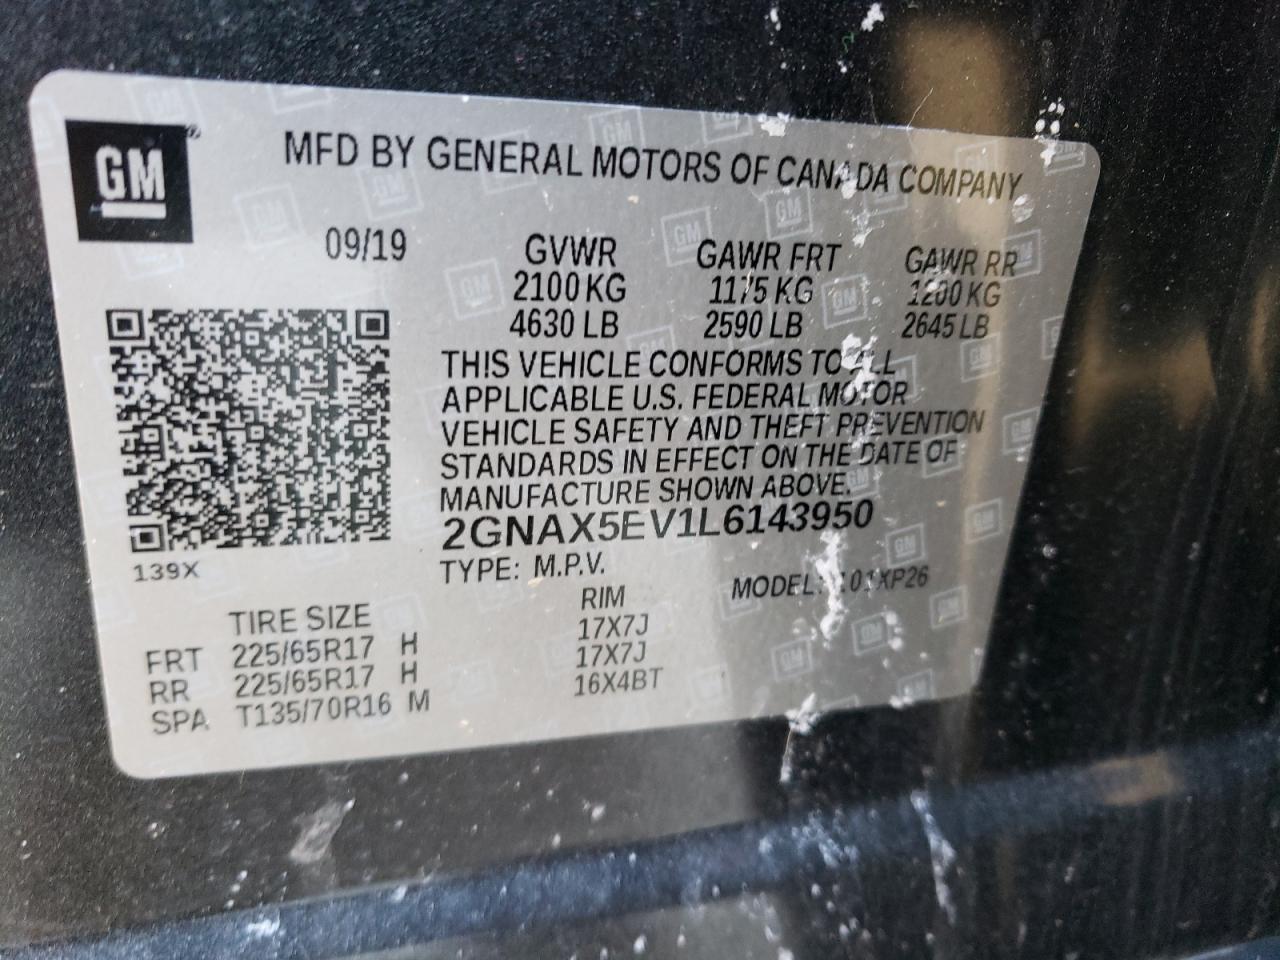 GM
MFD BY GENERAL MOTORS OF CANADA COMPANY
09/19 GVWR GAWR FRT GAWR RR
2100 KG 1175 KG 1200 KG
4630 LB 2590 LB 2645 LB
THIS VEHICLE CONFORMS TO ALL
APPLICABLE U.S. FEDERAL MOTOR
VEHICLE SAFETY AND THEFT PREVENTION
STANDARDS IN EFFECT ON THE DATE OF
MANUFACTURE SHOWN ABOVE.
2GNAX5EV1L6143950
139X
TYPE: M.P.V. MODEL:
TIRE SIZE RIM
FRT 225/65R17 H 17X7J
RR 225/65R17 H 17X7J
SPA T135/70R16 M 16X4BT